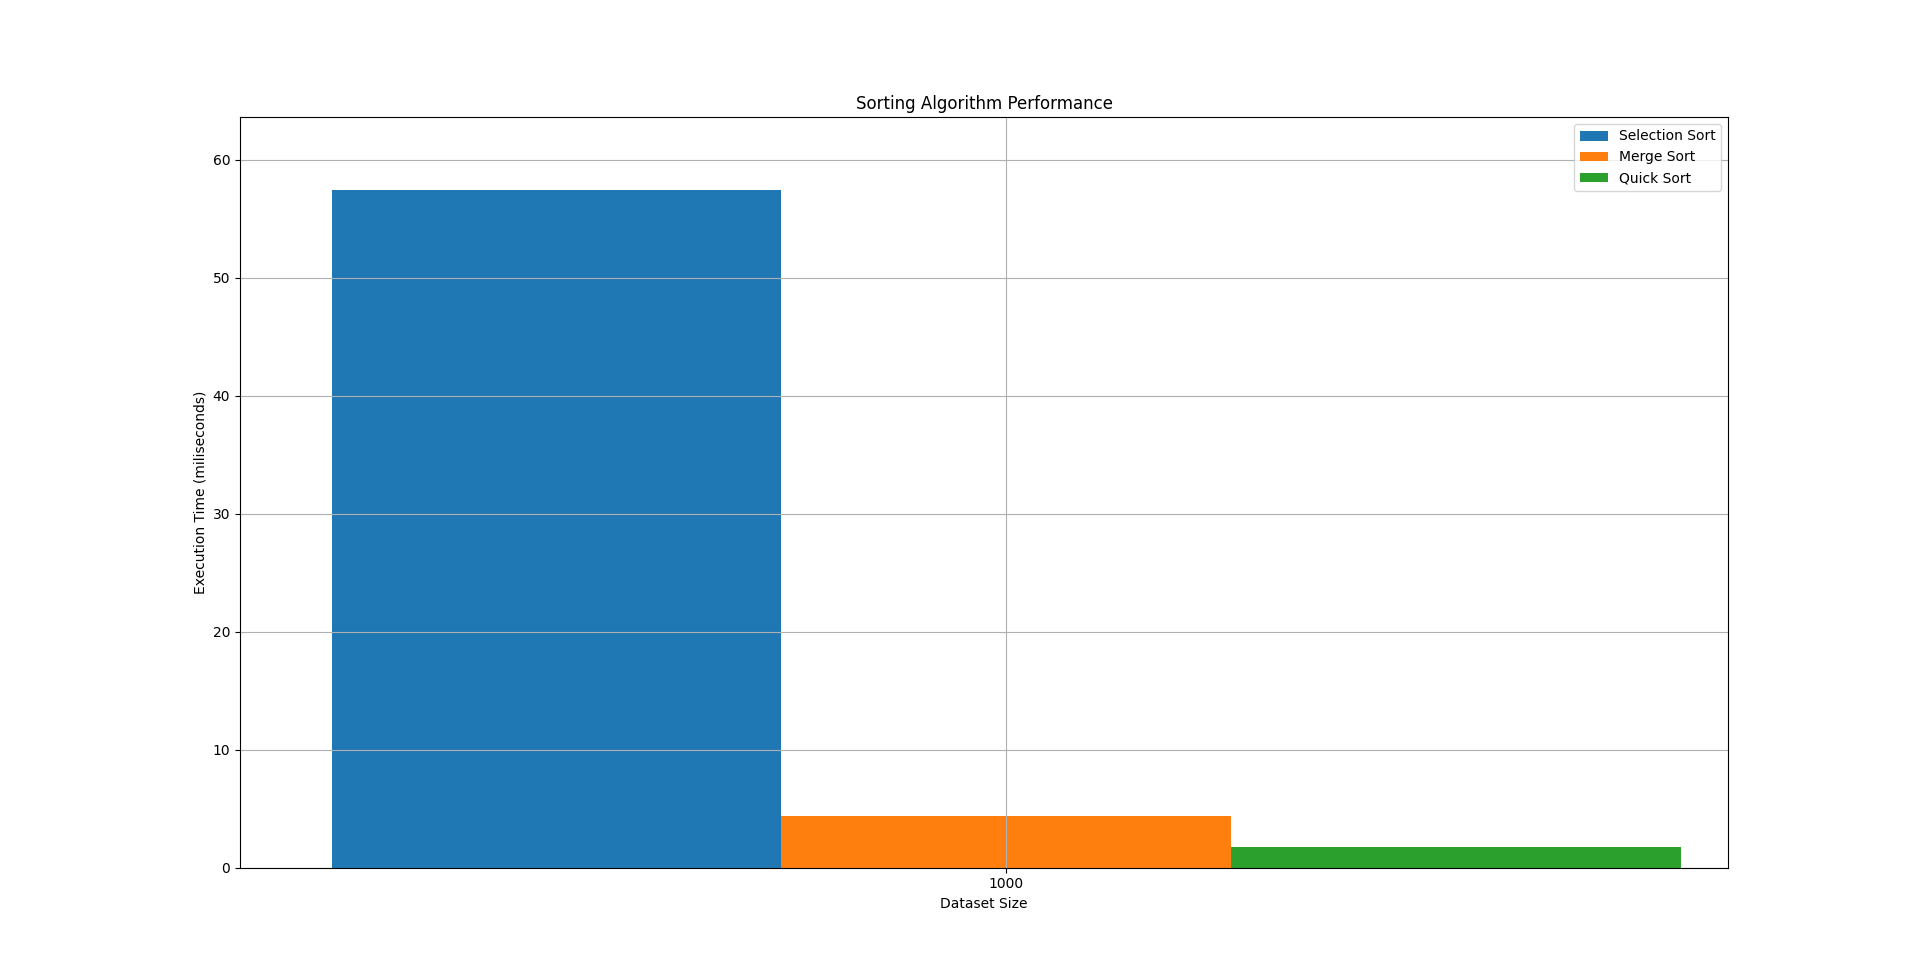 Sorting Algorithm Performance
Selection Sort
Merge Sort
Quick Sort
60
50
40
30
20
10
0
Execution Time (miliseconds)
1000
Dataset Size